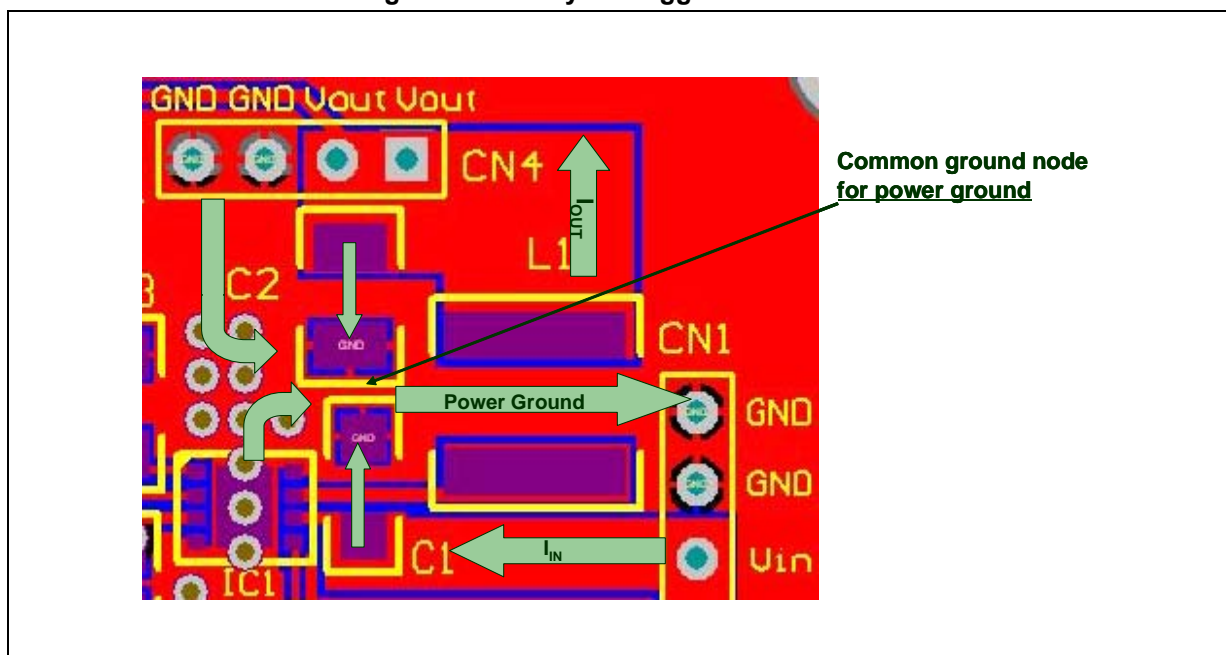 GND GND Vout Vout
CN4
Common ground node
for power ground
IOUT
L1
C2
3
GND
CN1
Power Ground
GND
GND
GND
GND
IIN
C1
Vin
IC1